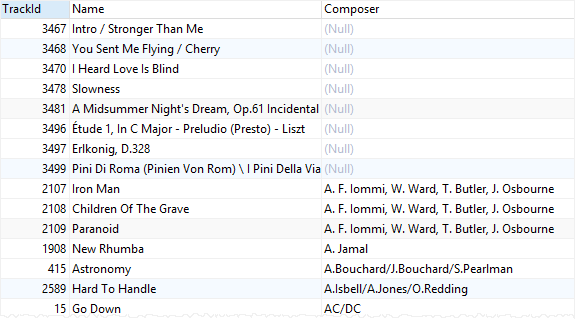 TrackId Name Composer
3467 Intro / Stronger Than Me (Null)
3468 You Sent Me Flying / Cherry (Null)
3470 I Heard Love Is Blind (Null)
3478 Slowness (Null)
3481 A Midsummer Night's Dream, Op.61 Incidental (Null)
3496 Étude 1, In C Major - Preludio (Presto) - Liszt (Null)
3497 Erlkonig, D.328 (Null)
3499 Pini Di Roma (Pinien Von Rom) \ I Pini Della Via (Null)
2107 Iron Man A. F. Iommi, W. Ward, T. Butler, J. Osbourne
2108 Children Of The Grave A. F. Iommi, W. Ward, T. Butler, J. Osbourne
2109 Paranoid A. F. Iommi, W. Ward, T. Butler, J. Osbourne
1908 New Rhumba A. Jamal
415 Astronomy A.Bouchard/J.Bouchard/S.Pearlman
2589 Hard To Handle A.Isbell/A.Jones/O.Redding
15 Go Down AC/DC